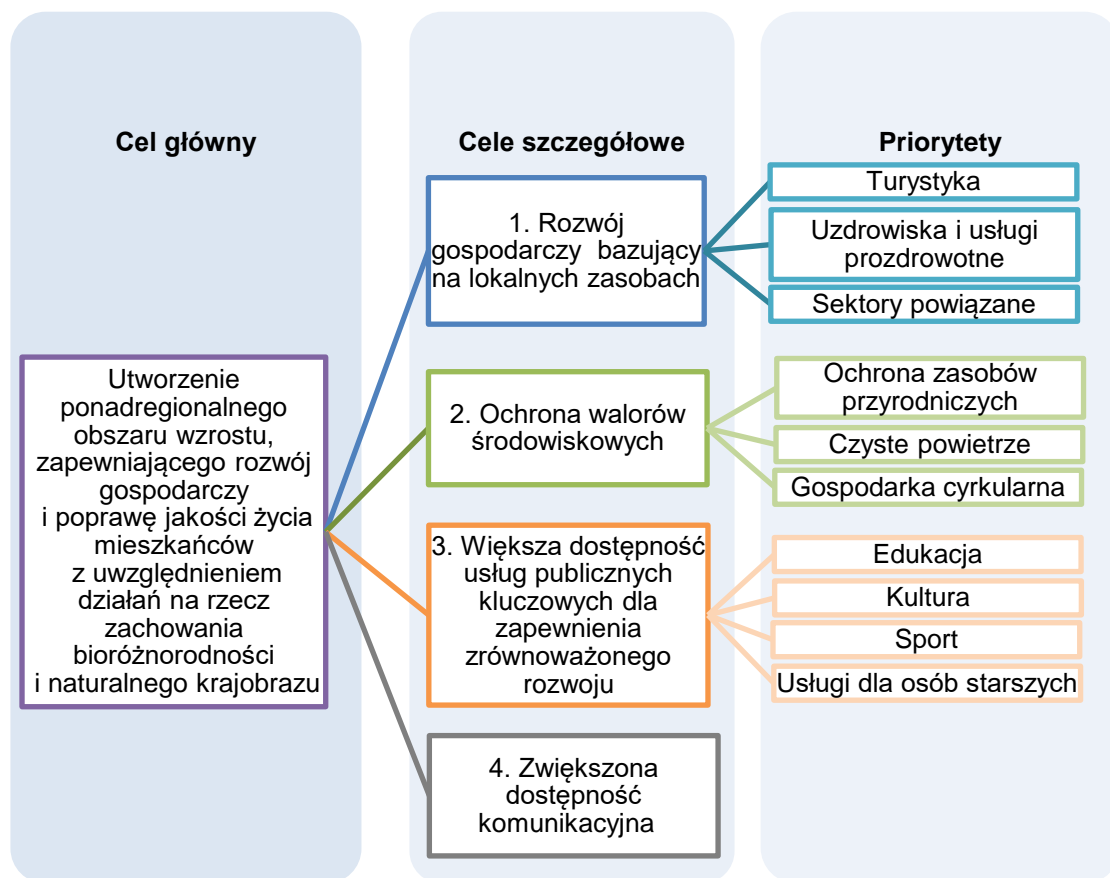 Cel główny
Utworzenie
ponadregionalnego
obszaru wzrostu,
zapewniającego rozwój
gospodarczy
i poprawę jakości życia
mieszkańców
z uwzględnieniem
działań na rzecz
zachowania
bioróżnorodności
i naturalnego krajobrazu
Cele szczegółowe
1. Rozwój
gospodarczy bazujący
na lokalnych zasobach
2. Ochrona walorów
środowiskowych
3. Większa dostępność
usług publicznych
kluczowych dla
zapewnienia
zrównoważonego
rozwoju
4. Zwiększona
dostępność
komunikacyjna
Priorytety
Turystyka
Uzdrowiska i usługi
prozdrowotne
Sektory powiązane
Ochrona zasobów
przyrodniczych
Czyste powietrze
Gospodarka cyrkularna
Edukacja
Kultura
Sport
Usługi dla osób starszych